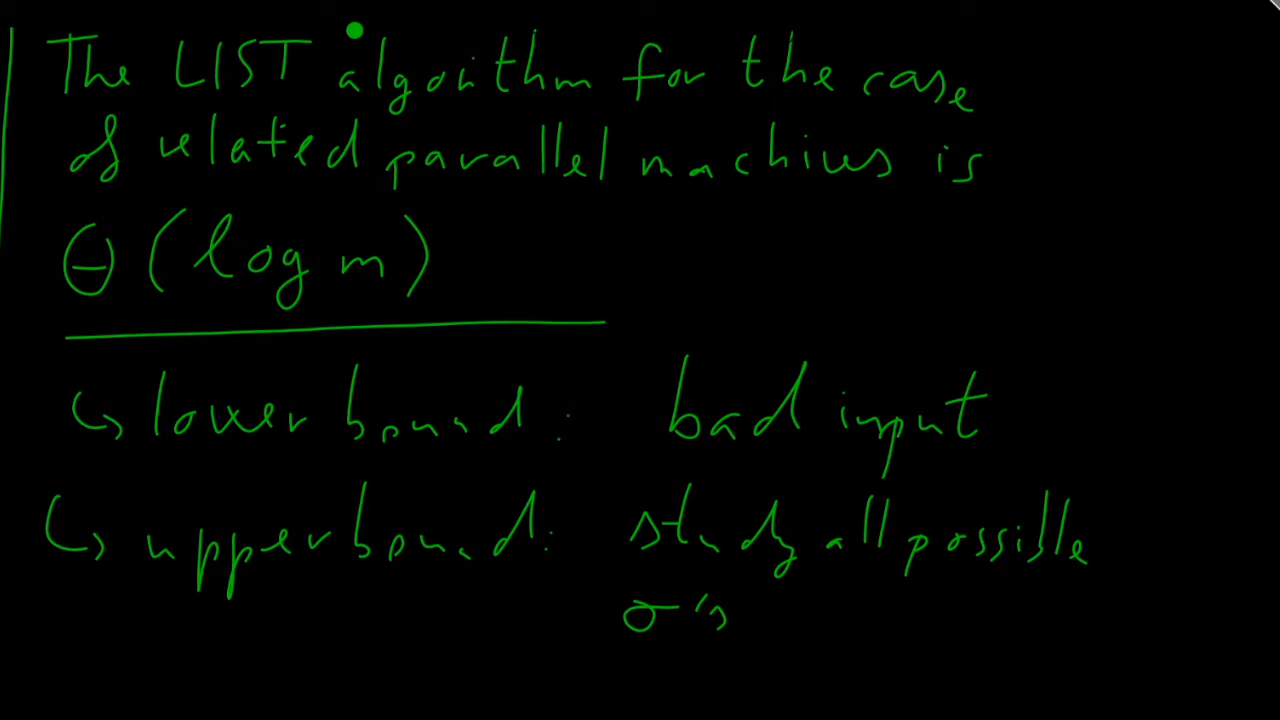 The LIST algorithm for the case
of related parallel machines is
Θ(log m)
↪ lower bound: bad input
↪ upper bound: study all possible
σ's